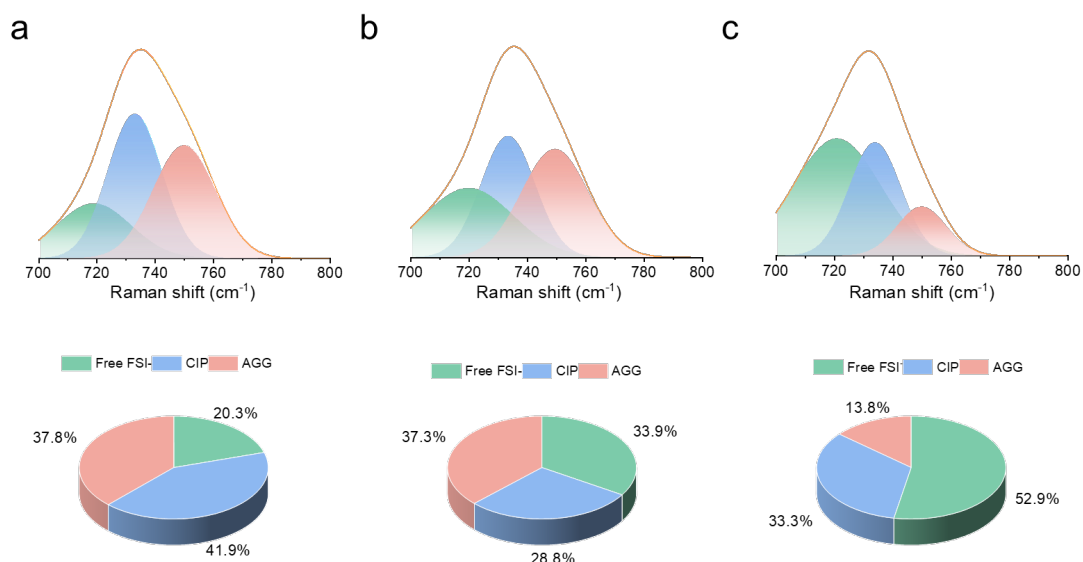 a
b
c
700 720 740 760 780 800
Raman shift (cm⁻¹)
700 720 740 760 780 800
Raman shift (cm⁻¹)
700 720 740 760 780 800
Raman shift (cm⁻¹)
Free FSI- CIP AGG
20.3%
37.8%
41.9%
Free FSI- CIP AGG
33.9%
37.3%
28.8%
Free FSI⁻ CIP AGG
13.8%
33.3%
52.9%